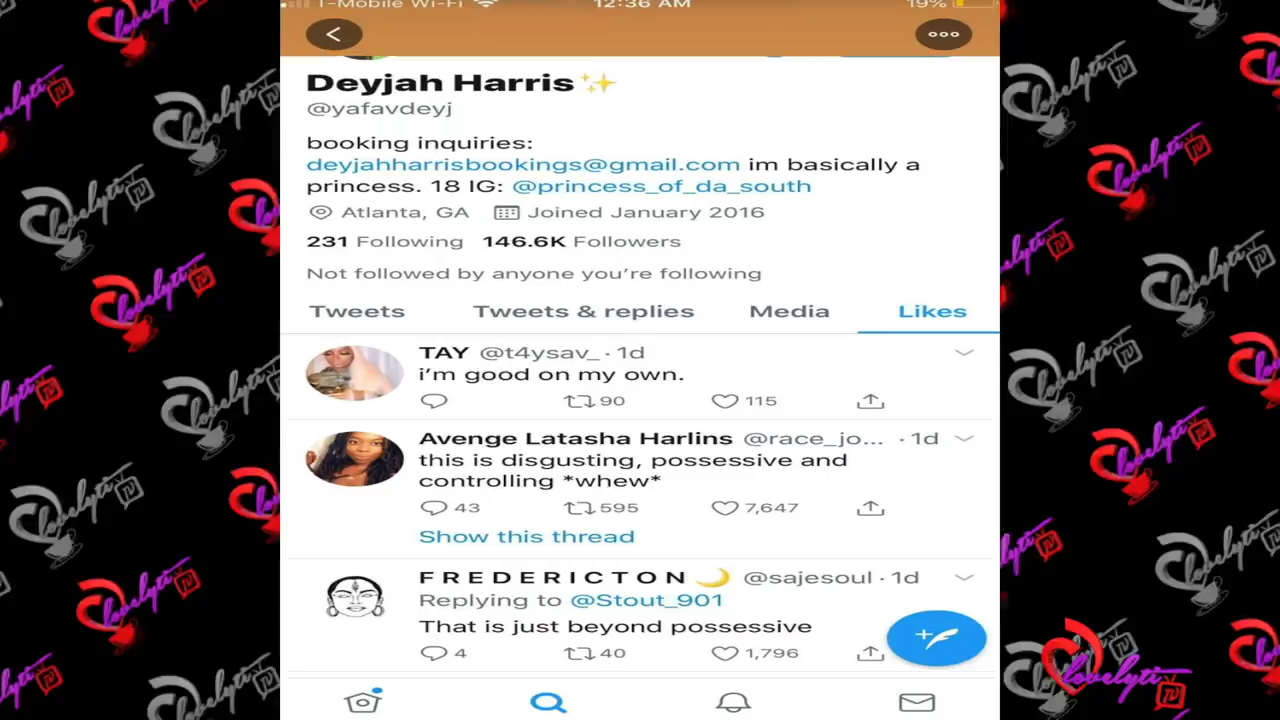 T-Mobile Wi-Fi 12:36 AM 19%
Deyjah Harris✨
@yafavdeyj
booking inquiries:
deyjahharrisbookings@gmail.com im basically a
princess. 18 IG: @princess_of_da_south
Atlanta, GA Joined January 2016
231 Following 146.6K Followers
Not followed by anyone you’re following
Tweets Tweets & replies Media Likes
TAY @t4ysav_ · 1d
i’m good on my own.
90 115
Avenge Latasha Harlins @race_jo... · 1d
this is disgusting, possessive and
controlling *whew*
43 595 7,647
Show this thread
F R E D E R I C T O N 🌙 @sajesoul · 1d
Replying to @Stout_901
That is just beyond possessive
4 40 1,796
lovelyti TV